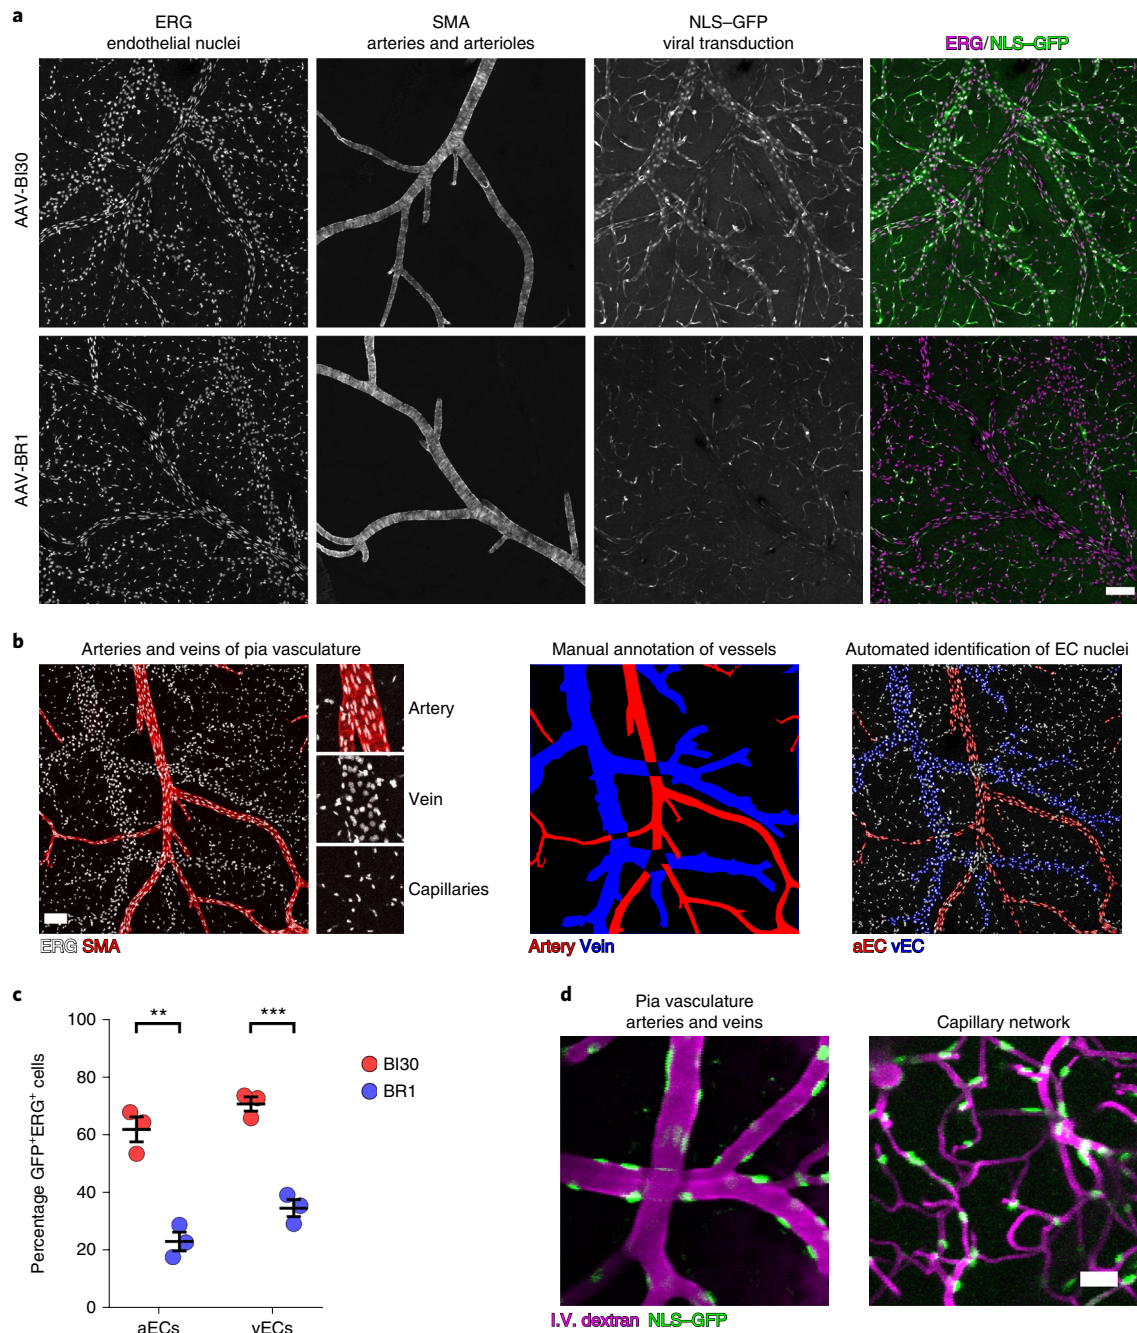 a
ERG
endothelial nuclei
SMA
arteries and arterioles
NLS–GFP
viral transduction
ERG/NLS–GFP
AAV-BI30
AAV-BR1
b
Arteries and veins of pia vasculature
Manual annotation of vessels
Automated identification of EC nuclei
Artery
Vein
Capillaries
ERG SMA
Artery Vein
aEC vEC
c
Percentage GFP⁺ERG⁺ cells
100
80
60
40
20
0
**
***
BI30
BR1
aECs
vECs
d
Pia vasculature
arteries and veins
Capillary network
I.V. dextran NLS–GFP